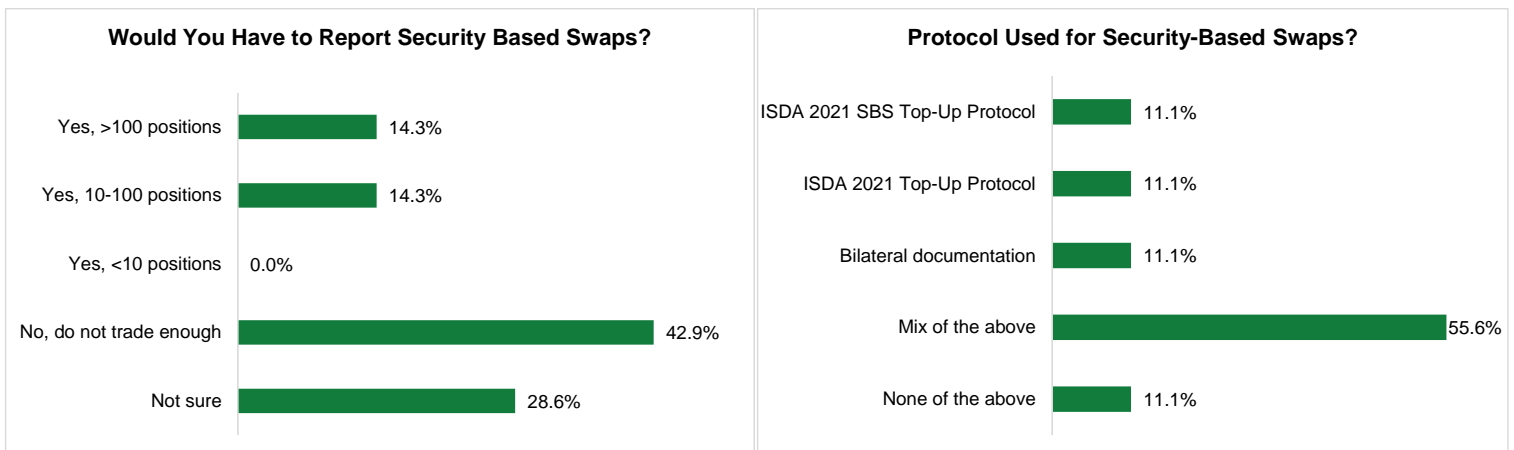 Would You Have to Report Security Based Swaps?
Yes, >100 positions 14.3%
Yes, 10-100 positions 14.3%
Yes, <10 positions 0.0%
No, do not trade enough 42.9%
Not sure 28.6%
Protocol Used for Security-Based Swaps?
ISDA 2021 SBS Top-Up Protocol 11.1%
ISDA 2021 Top-Up Protocol 11.1%
Bilateral documentation 11.1%
Mix of the above 55.6%
None of the above 11.1%